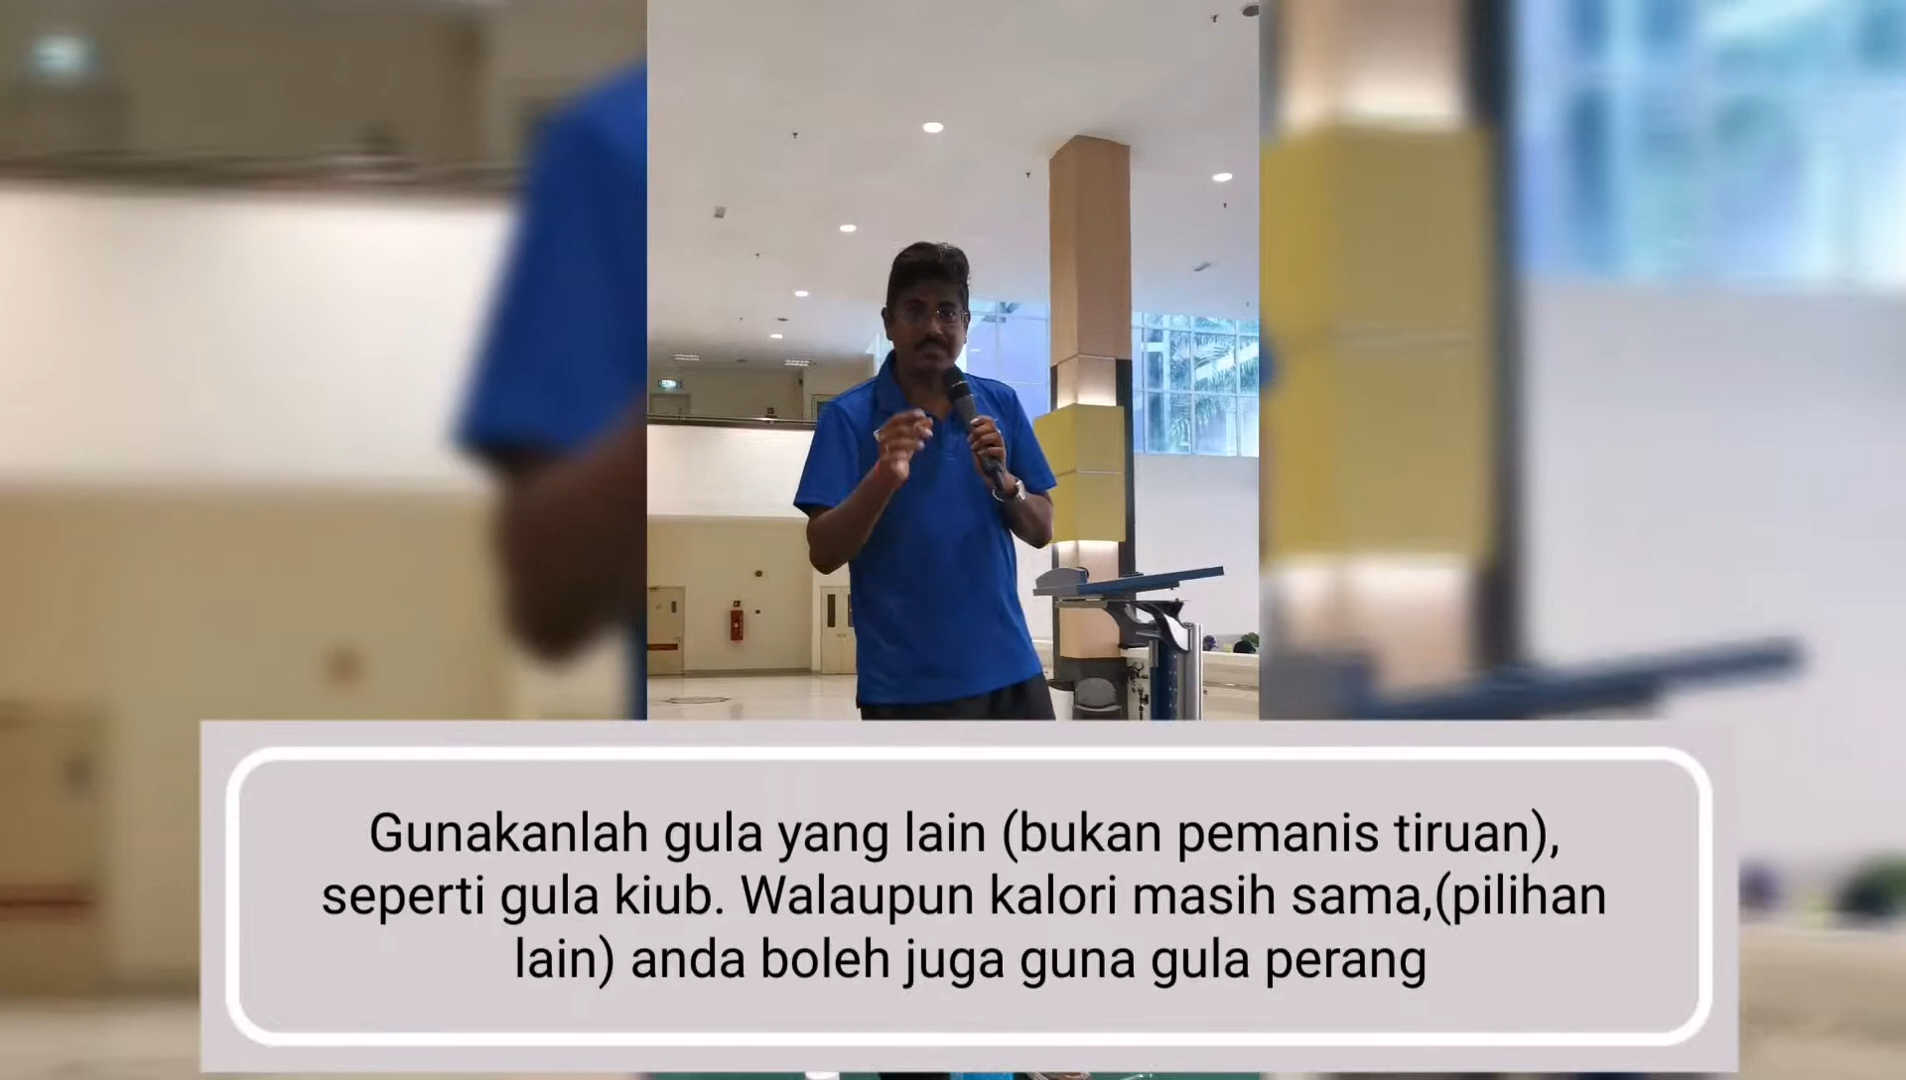 Gunakanlah gula yang lain (bukan pemanis tiruan),
seperti gula kiub. Walaupun kalori masih sama,(pilihan
lain) anda boleh juga guna gula perang